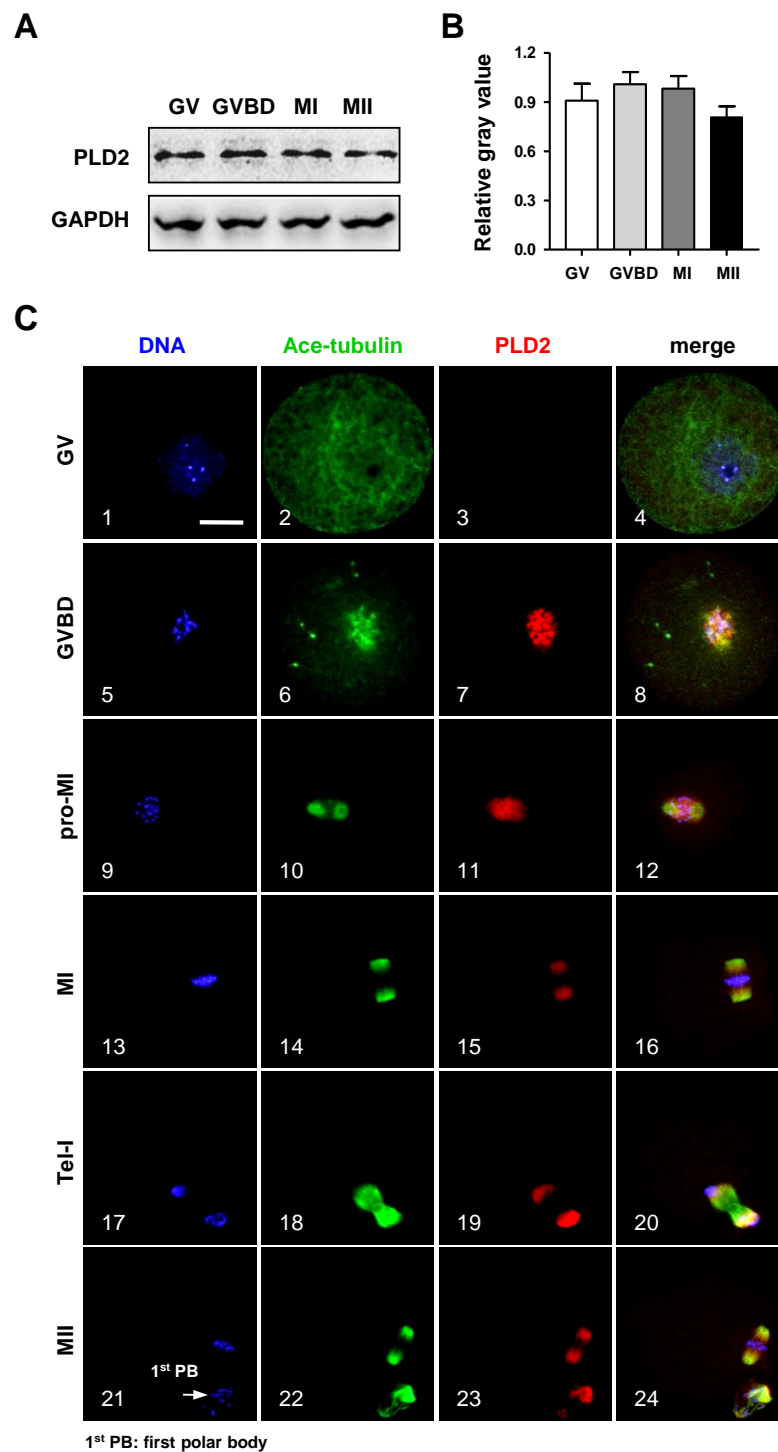 A
GV GVBD MI MII
PLD2
GAPDH
B
Relative gray value
1.2
0.9
0.6
0.3
0.0
GV GVBD MI MII
C
DNA Ace-tubulin PLD2 merge
GV
1 2 3 4
GVBD
5 6 7 8
pro-MI
9 10 11 12
MI
13 14 15 16
Tel-I
17 18 19 20
MII
1st PB
21 22 23 24
1st PB: first polar body